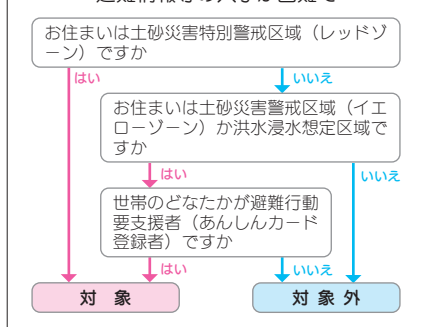 お住まいは土砂災害特別警戒区域（レッドゾ
ーン）ですか
はい
いいえ
お住まいは土砂災害警戒区域（イエ
ローゾーン）か洪水浸水想定区域で
すか
はい
いいえ
世帯のどなたかが避難行動
要支援者（あんしんカード
登録者）ですか
はい
いいえ
対　象
対 象 外